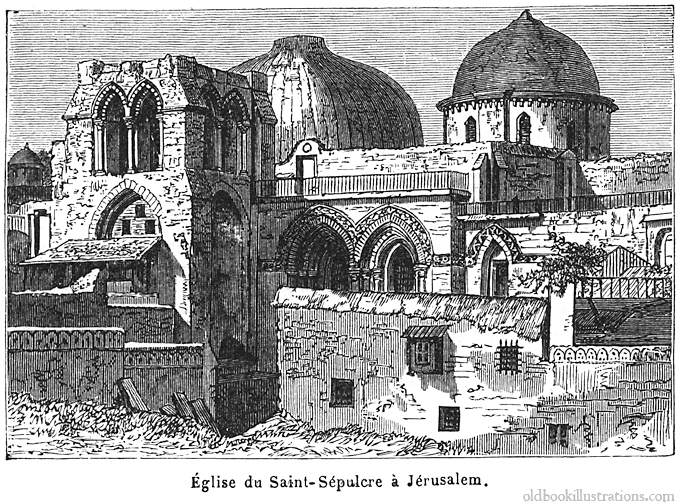 Église du Saint-Sépulcre à Jérusalem.
oldbookillustrations.com